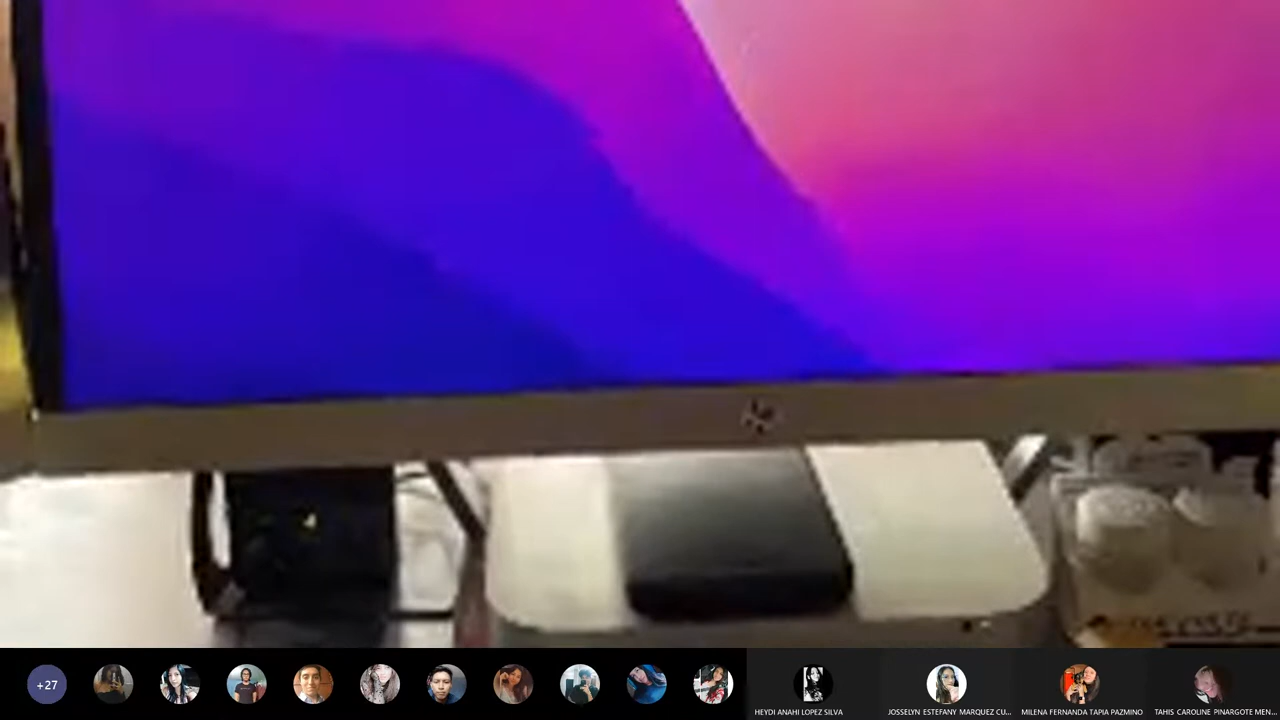 +27
HEYDI ANAHI LOPEZ SILVA
JOSSELYN ESTEFANY MARQUEZ CU...
MILENA FERNANDA TAPIA PAZMINO
TAHIS CAROLINE PINARGOTE MEN...